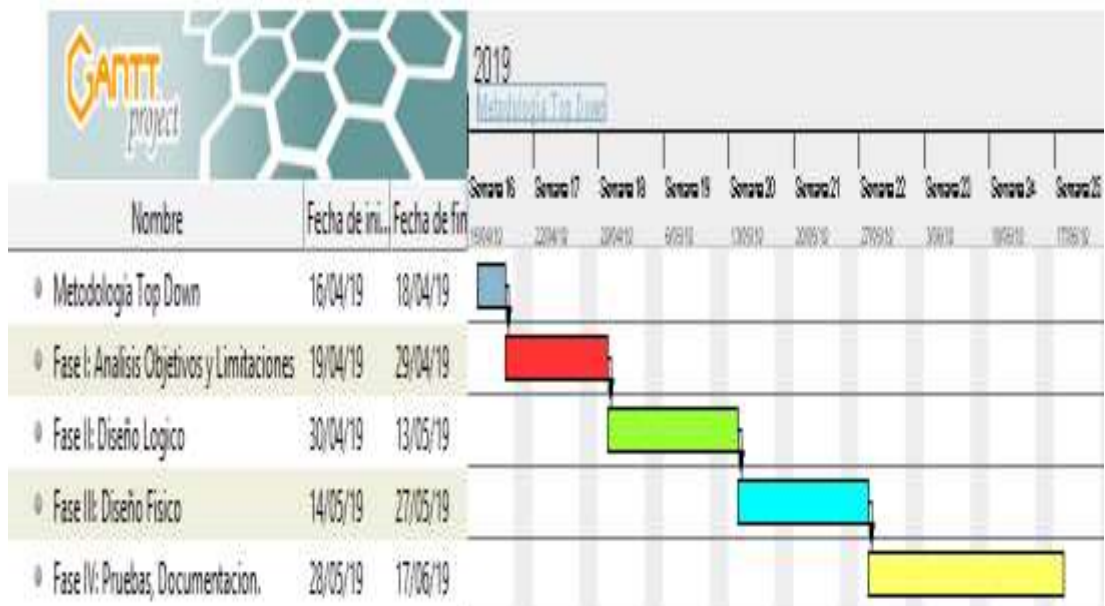 GANTT
project
2019
Metodologia Top Down
Semana 16 Semana 17 Semana 18 Semana 19 Semana 20 Semana 21 Semana 22 Semana 23 Semana 24 Semana 25
Nombre Fecha de ini... Fecha de fin
Metodologia Top Down 16/04/19 18/04/19
Fase I: Analisis Objetivos y Limitaciones 19/04/19 29/04/19
Fase II: Diseño Logico 30/04/19 13/05/19
Fase III: Diseño Fisico 14/05/19 27/05/19
Fase IV: Pruebas, Documentacion. 28/05/19 17/06/19